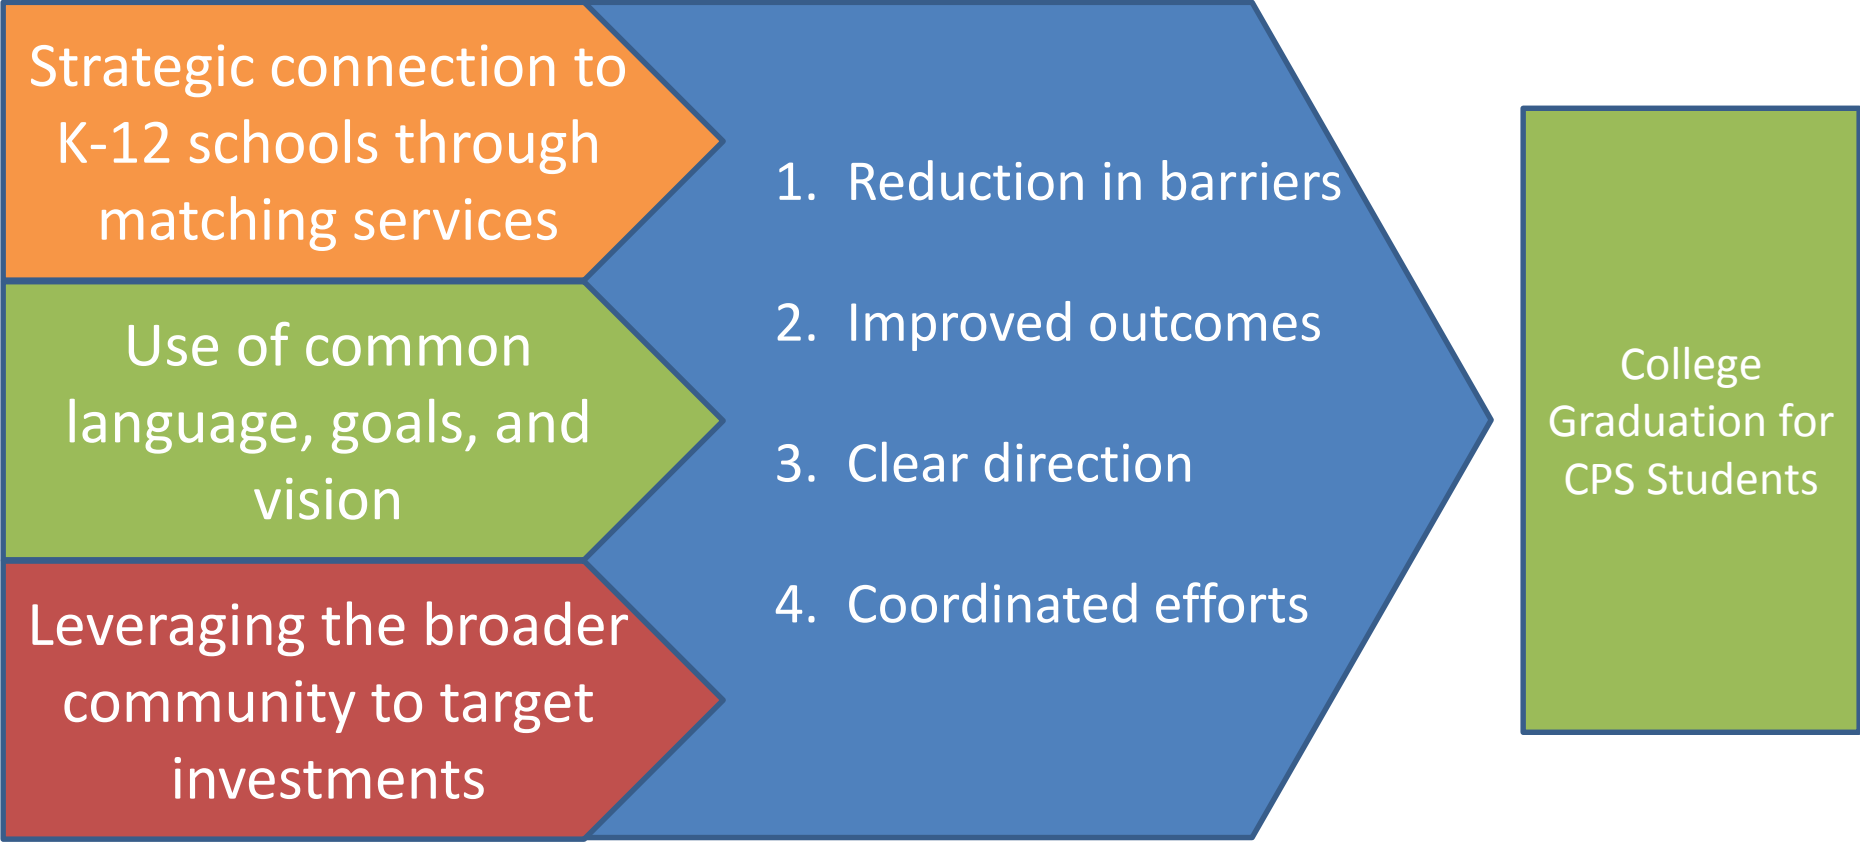 Strategic connection to
K-12 schools through
matching services
Use of common
language, goals, and
vision
Leveraging the broader
community to target
investments
1. Reduction in barriers
2. Improved outcomes
3. Clear direction
4. Coordinated efforts
College
Graduation for
CPS Students